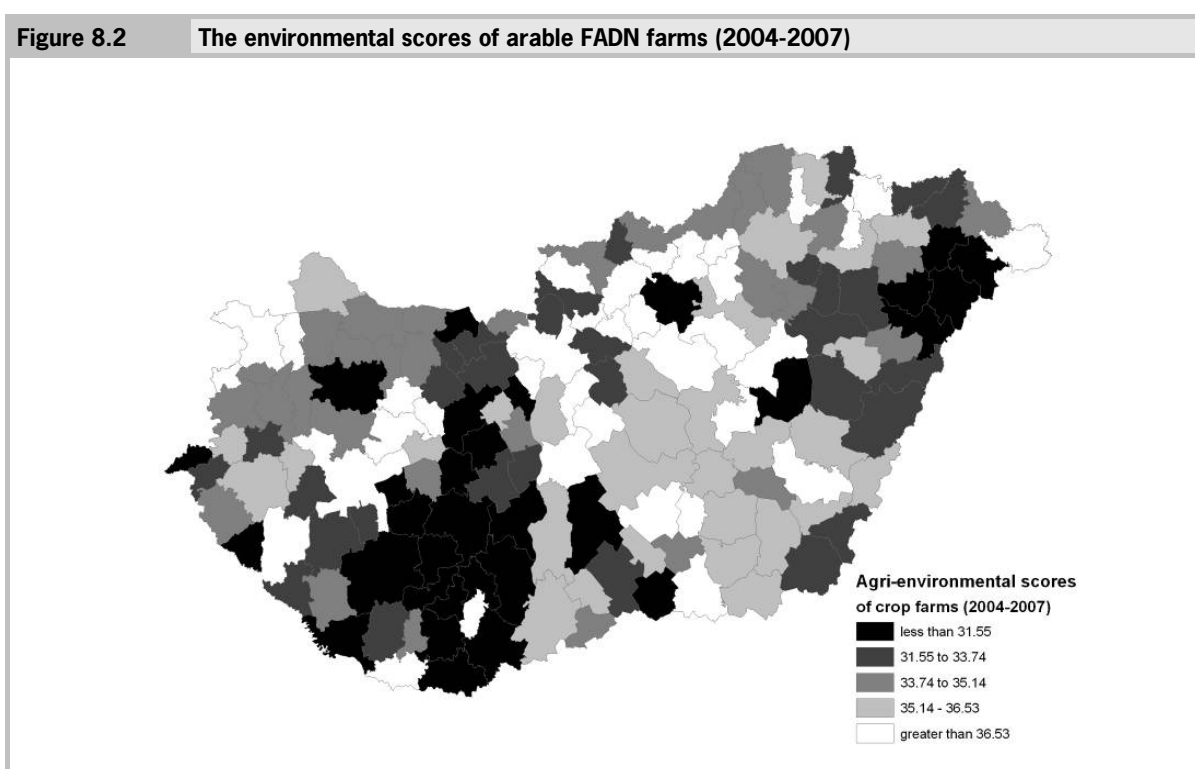 Figure 8.2 The environmental scores of arable FADN farms (2004-2007)
Agri-environmental scores
of crop farms (2004-2007)
less than 31.55
31.55 to 33.74
33.74 to 35.14
35.14 - 36.53
greater than 36.53